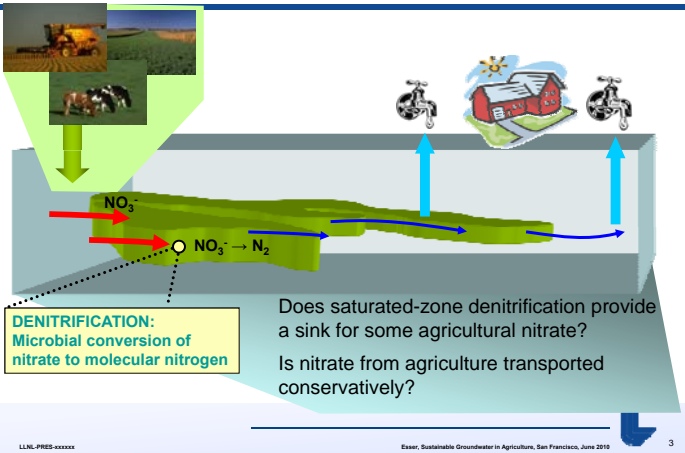 NO₃⁻
NO₃⁻ → N₂
DENITRIFICATION:
Microbial conversion of
nitrate to molecular nitrogen
Does saturated-zone denitrification provide
a sink for some agricultural nitrate?
Is nitrate from agriculture transported
conservatively?
LLNL-PRES-xxxxxx
Esser, Sustainable Groundwater in Agriculture, San Francisco, June 2010
3